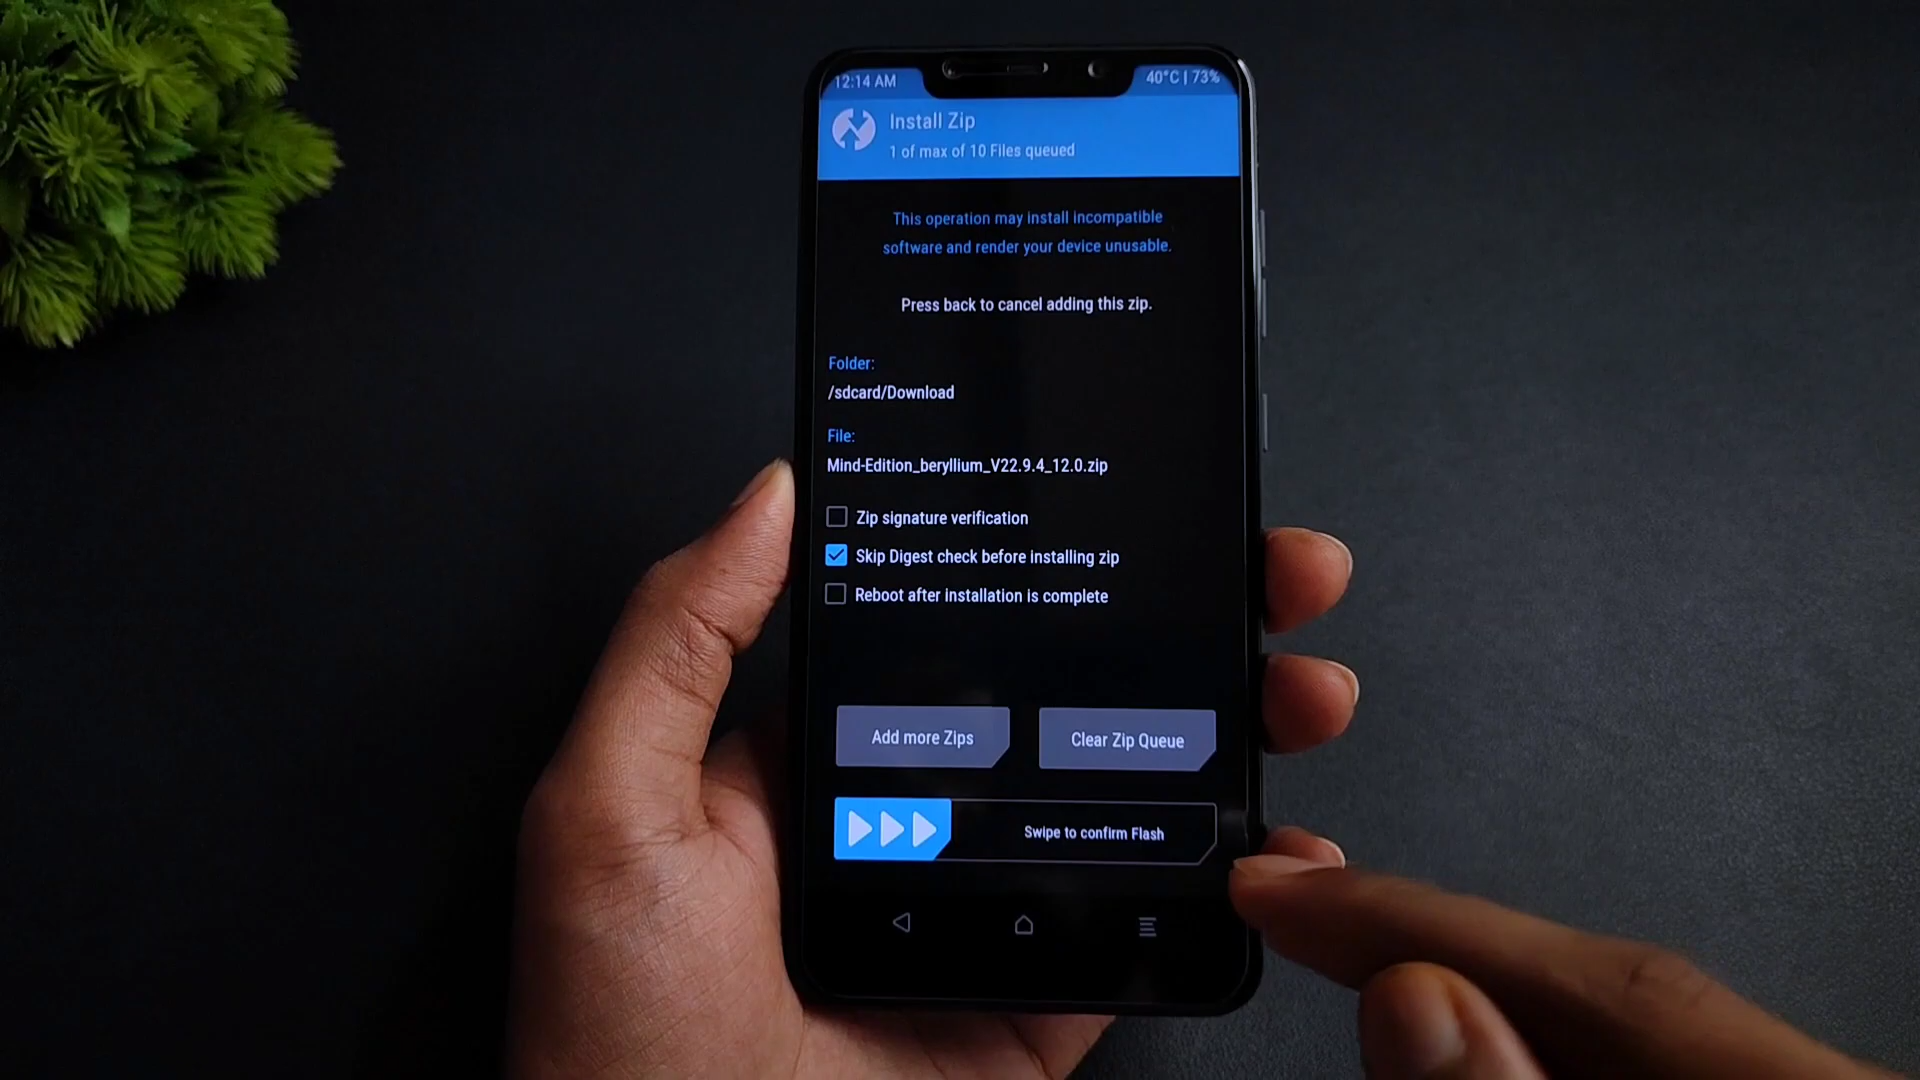 12:14 AM
40°C | 73%
Install Zip
1 of max of 10 Files queued
This operation may install incompatible
software and render your device unusable.
Press back to cancel adding this zip.
Folder:
/sdcard/Download
File:
Mind-Edition_beryllium_V22.9.4_12.0.zip
Zip signature verification
Skip Digest check before installing zip
Reboot after installation is complete
Add more Zips
Clear Zip Queue
Swipe to confirm Flash